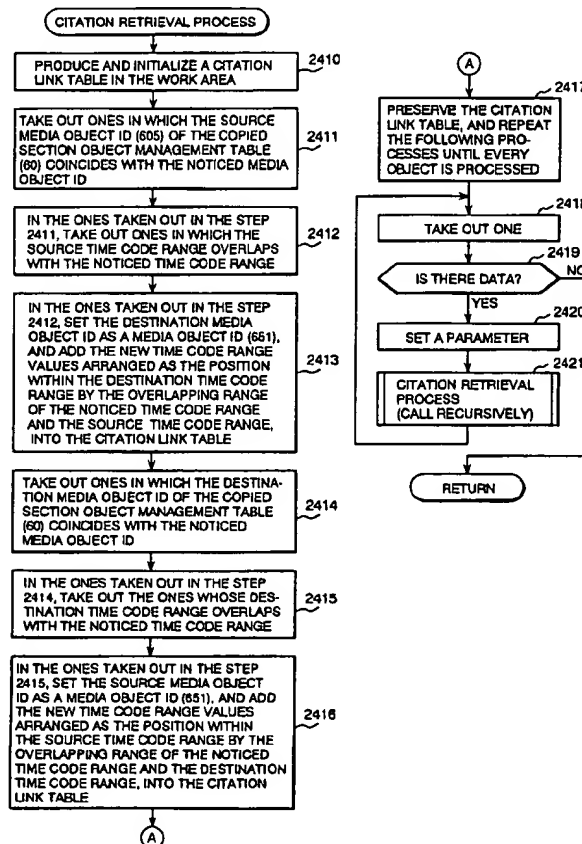 CITATION RETRIEVAL PROCESS
2410
PRODUCE AND INITIALIZE A CITATION
LINK TABLE IN THE WORK AREA
2411
TAKE OUT ONES IN WHICH THE SOURCE
MEDIA OBJECT ID (605) OF THE COPIED
SECTION OBJECT MANAGEMENT TABLE
(60) COINCIDES WITH THE NOTICED MEDIA
OBJECT ID
2412
IN THE ONES TAKEN OUT IN THE STEP
2411, TAKE OUT ONES IN WHICH THE
SOURCE TIME CODE RANGE OVERLAPS
WITH THE NOTICED TIME CODE RANGE
2413
IN THE ONES TAKEN OUT IN THE STEP
2412, SET THE DESTINATION MEDIA
OBJECT ID AS A MEDIA OBJECT ID (651),
AND ADD THE NEW TIME CODE RANGE
VALUES ARRANGED AS THE POSITION
WITHIN THE DESTINATION TIME CODE
RANGE BY THE OVERLAPPING RANGE
OF THE NOTICED TIME CODE RANGE
AND THE SOURCE TIME CODE RANGE,
INTO THE CITATION LINK TABLE
2414
TAKE OUT ONES IN WHICH THE DESTINA-
TION MEDIA OBJECT ID OF THE COPIED
SECTION OBJECT MANAGEMENT TABLE
(60) COINCIDES WITH THE NOTICED
MEDIA OBJECT ID
2415
IN THE ONES TAKEN OUT IN THE STEP
2414, TAKE OUT THE ONES WHOSE DES-
TINATION TIME CODE RANGE OVERLAPS
WITH THE NOTICED TIME CODE RANGE
2416
IN THE ONES TAKEN OUT IN THE STEP
2415, SET THE SOURCE MEDIA OBJECT
ID AS A MEDIA OBJECT ID (651), AND ADD
THE NEW TIME CODE RANGE VALUES
ARRANGED AS THE POSITION WITHIN
THE SOURCE TIME CODE RANGE BY THE
OVERLAPPING RANGE OF THE NOTICED
TIME CODE RANGE AND THE DESTINATION
TIME CODE RANGE, INTO THE CITATION
LINK TABLE
A
A
2417
PRESERVE THE CITATION
LINK TABLE, AND REPEAT
THE FOLLOWING PRO-
CESSES UNTIL EVERY
OBJECT IS PROCESSED
2418
TAKE OUT ONE
2419
IS THERE DATA?
NO
YES
2420
SET A PARAMETER
2421
CITATION RETRIEVAL
PROCESS
(CALL RECURSIVELY)
RETURN